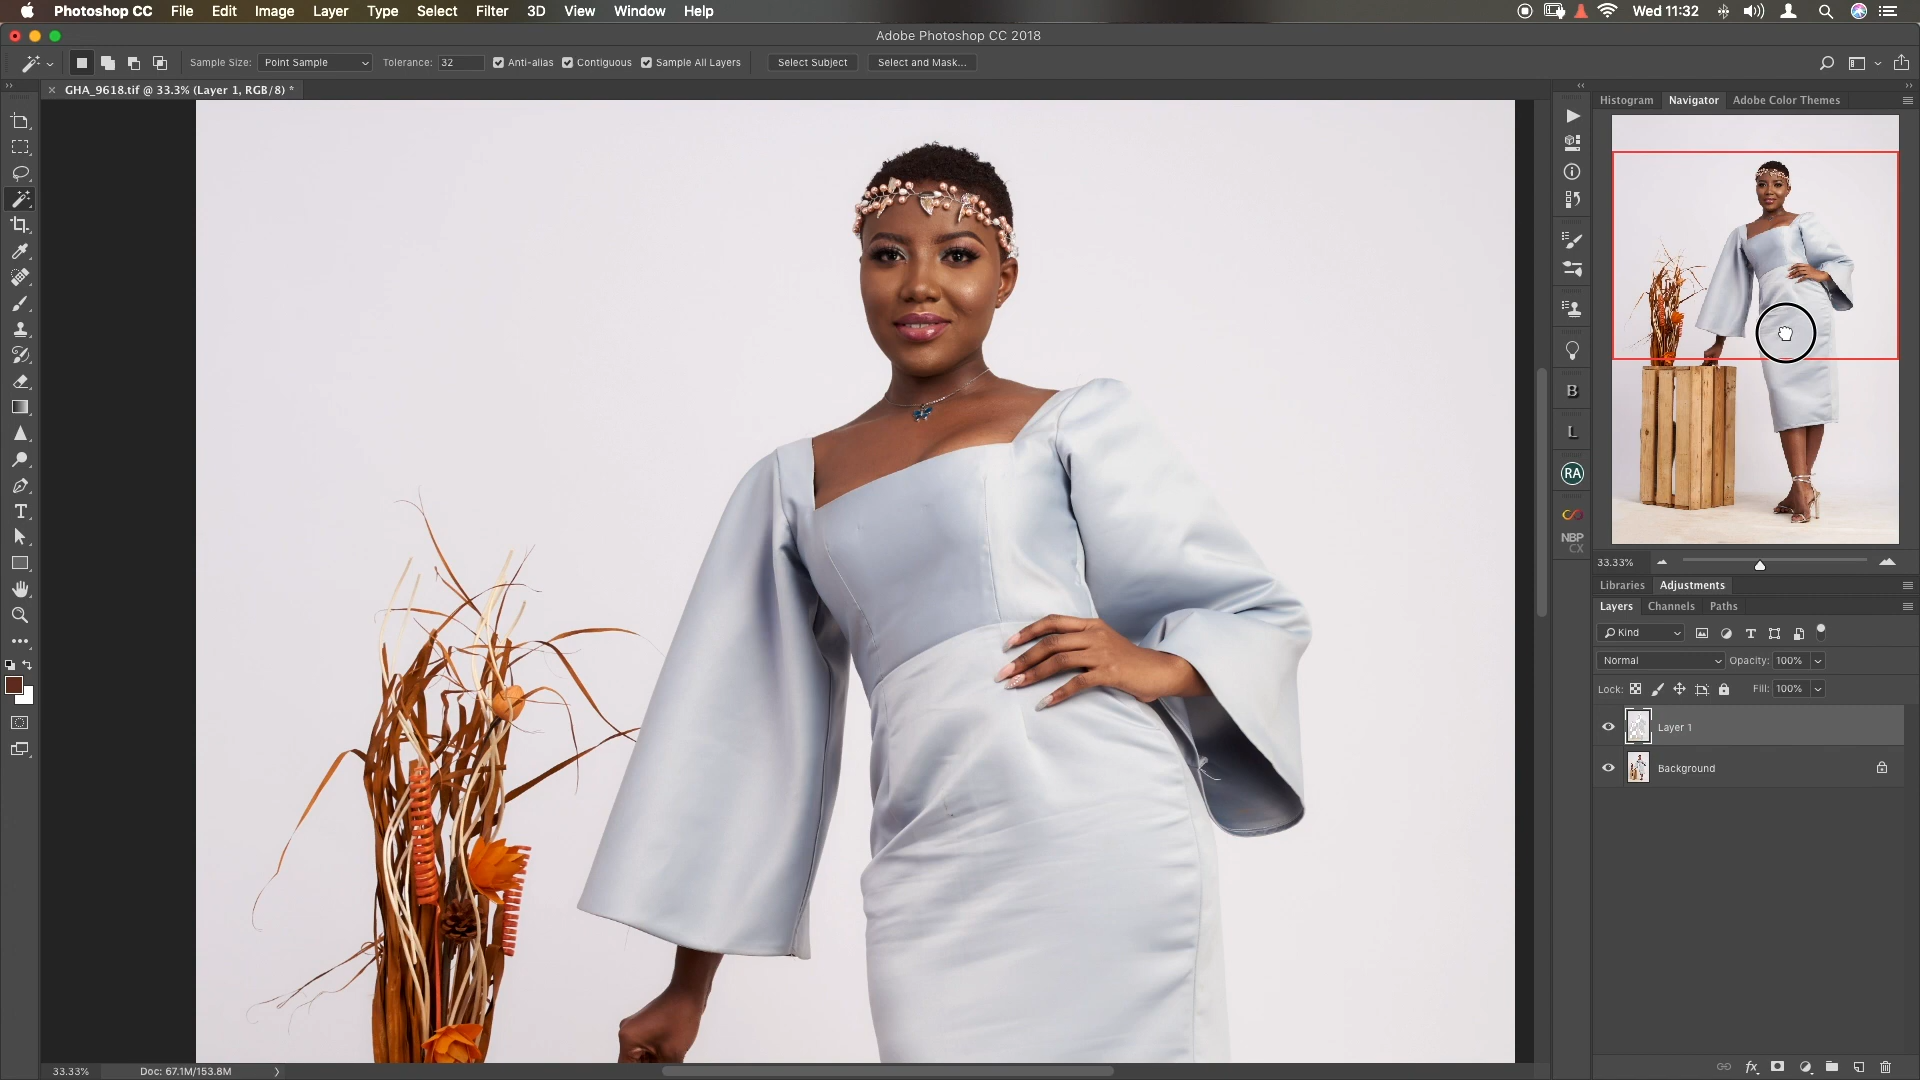 Photoshop CC File Edit Image Layer Type Select Filter 3D View Window Help Wed 11:32
Adobe Photoshop CC 2018
Sample Size: Point Sample Tolerance: 32 Anti-alias Contiguous Sample All Layers Select Subject Select and Mask...
GHA_9618.tif @ 33.3% (Layer 1, RGB/8) *
Histogram Navigator Adobe Color Themes
B
L
RA
NBP
CX
33.33%
Libraries Adjustments
Layers Channels Paths
Kind
Normal Opacity: 100%
Lock: Fill: 100%
Layer 1
Background
33.33% Doc: 67.1M/153.8M